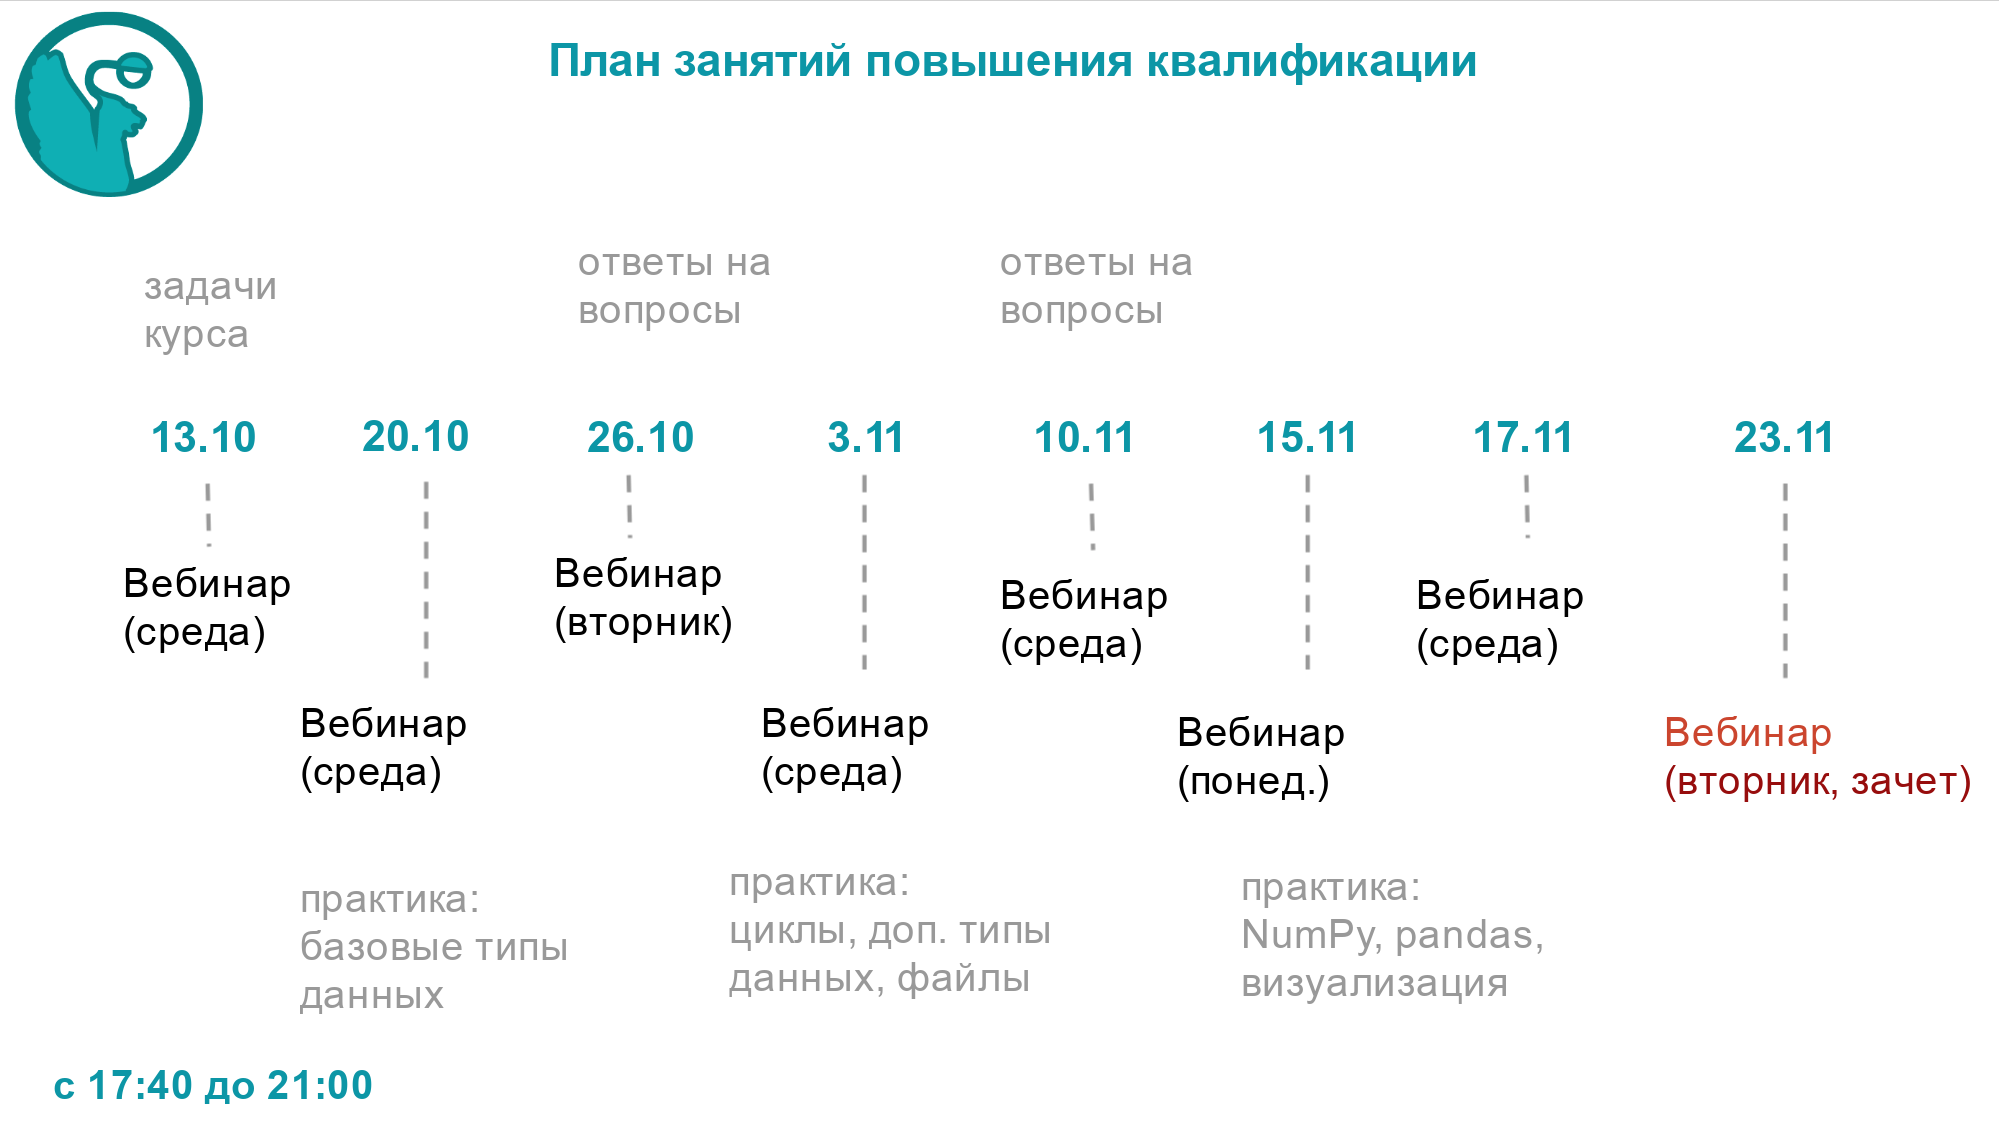 План занятий повышения квалификации
задачи
курса
ответы на
вопросы
ответы на
вопросы
13.10
20.10
26.10
3.11
10.11
15.11
17.11
23.11
Вебинар
(среда)
Вебинар
(среда)
Вебинар
(вторник)
Вебинар
(среда)
Вебинар
(среда)
Вебинар
(понед.)
Вебинар
(среда)
Вебинар
(вторник, зачет)
практика:
базовые типы
данных
практика:
циклы, доп. типы
данных, файлы
практика:
NumPy, pandas,
визуализация
с 17:40 до 21:00